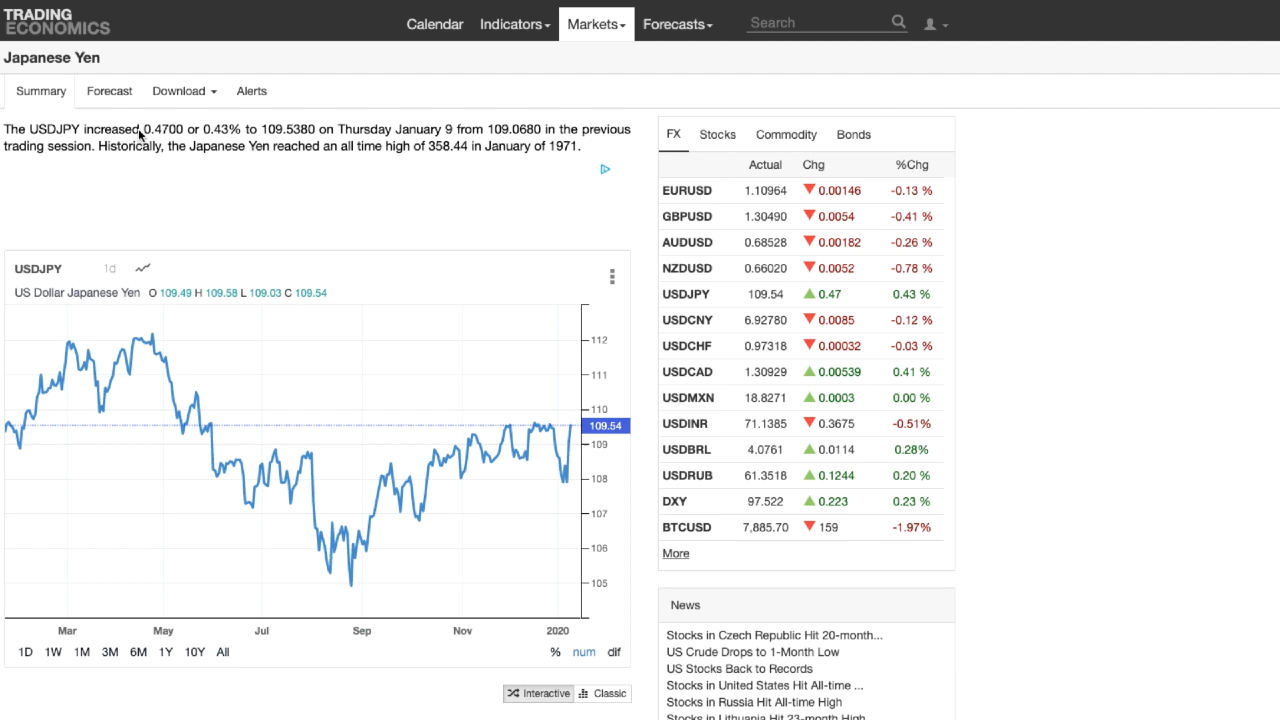 TRADING
ECONOMICS
Calendar Indicators Markets Forecasts Search
Japanese Yen
Summary Forecast Download Alerts
The USDJPY increased 0.4700 or 0.43% to 109.5380 on Thursday January 9 from 109.0680 in the previous
trading session. Historically, the Japanese Yen reached an all time high of 358.44 in January of 1971.
USDJPY 1d
US Dollar Japanese Yen O 109.49 H 109.58 L 109.03 C 109.54
112
111
110
109.54
109
108
107
106
105
Mar May Jul Sep Nov 2020
1D 1W 1M 3M 6M 1Y 10Y All % num dif
Interactive Classic
FX Stocks Commodity Bonds
Actual Chg %Chg
EURUSD 1.10964 0.00146 -0.13 %
GBPUSD 1.30490 0.0054 -0.41 %
AUDUSD 0.68528 0.00182 -0.26 %
NZDUSD 0.66020 0.0052 -0.78 %
USDJPY 109.54 0.47 0.43 %
USDCNY 6.92780 0.0085 -0.12 %
USDCHF 0.97318 0.00032 -0.03 %
USDCAD 1.30929 0.00539 0.41 %
USDMXN 18.8271 0.0003 0.00 %
USDINR 71.1385 0.3675 -0.51%
USDBRL 4.0761 0.0114 0.28%
USDRUB 61.3518 0.1244 0.20 %
DXY 97.522 0.223 0.23 %
BTCUSD 7,885.70 159 -1.97%
More
News
Stocks in Czech Republic Hit 20-month...
US Crude Drops to 1-Month Low
US Stocks Back to Records
Stocks in United States Hit All-time ...
Stocks in Russia Hit All-time High
Stocks in Lithuania Hit 23-month High